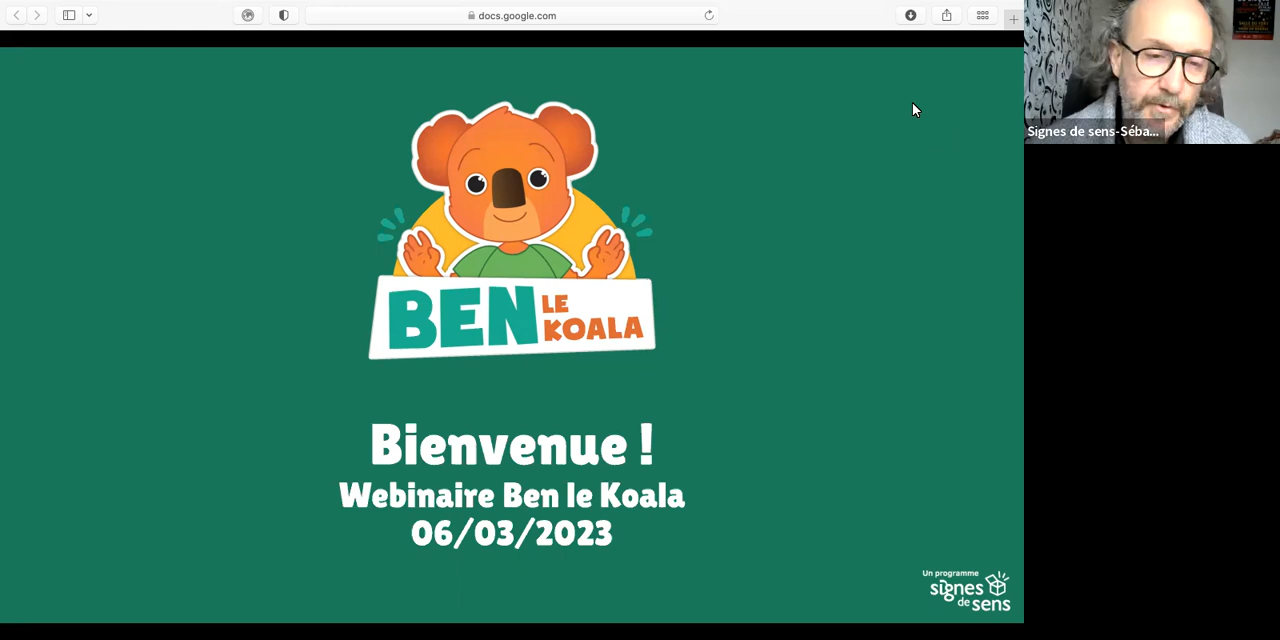 docs.google.com
Signes de sens-Séba...
BEN LE
KOALA
Bienvenue !
Webinaire Ben le Koala
06/03/2023
Un programme
signes
de sens